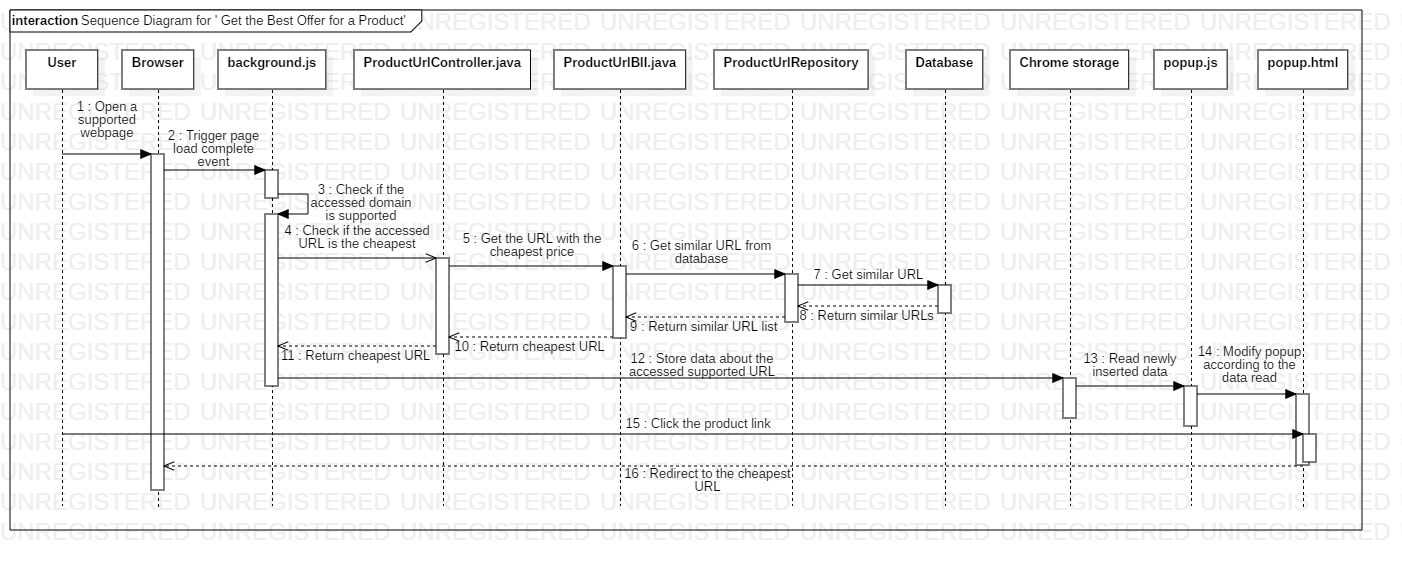 interaction Sequence Diagram for ' Get the Best Offer for a Product'
User
Browser
background.js
ProductUrlController.java
ProductUrlBll.java
ProductUrlRepository
Database
Chrome storage
popup.js
popup.html
1 : Open a
supported
webpage
2 : Trigger page
load complete
event
3 : Check if the
accessed domain
is supported
4 : Check if the accessed
URL is the cheapest
5 : Get the URL with the
cheapest price
6 : Get similar URL from
database
7 : Get similar URL
8 : Return similar URLs
9 : Return similar URL list
10 : Return cheapest URL
11 : Return cheapest URL
12 : Store data about the
accessed supported URL
13 : Read newly
inserted data
14 : Modify popup
according to the
data read
15 : Click the product link
16 : Redirect to the cheapest
URL
UNREGISTERED